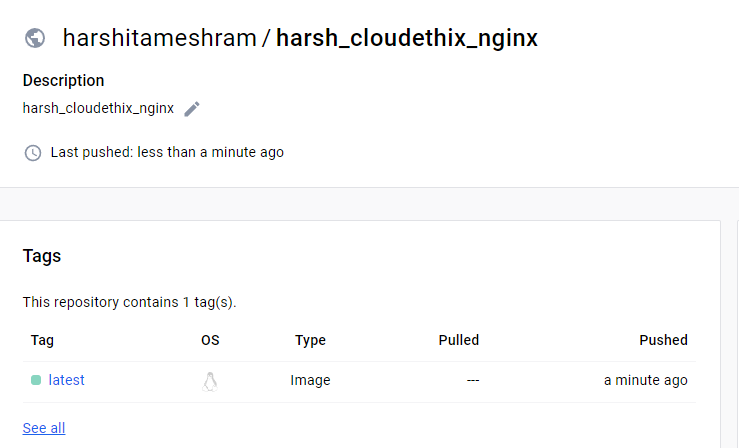 harshitameshram / harsh_cloudethix_nginx
Description
harsh_cloudethix_nginx
Last pushed: less than a minute ago
Tags
This repository contains 1 tag(s).
Tag OS Type Pulled Pushed
latest Image --- a minute ago
See all